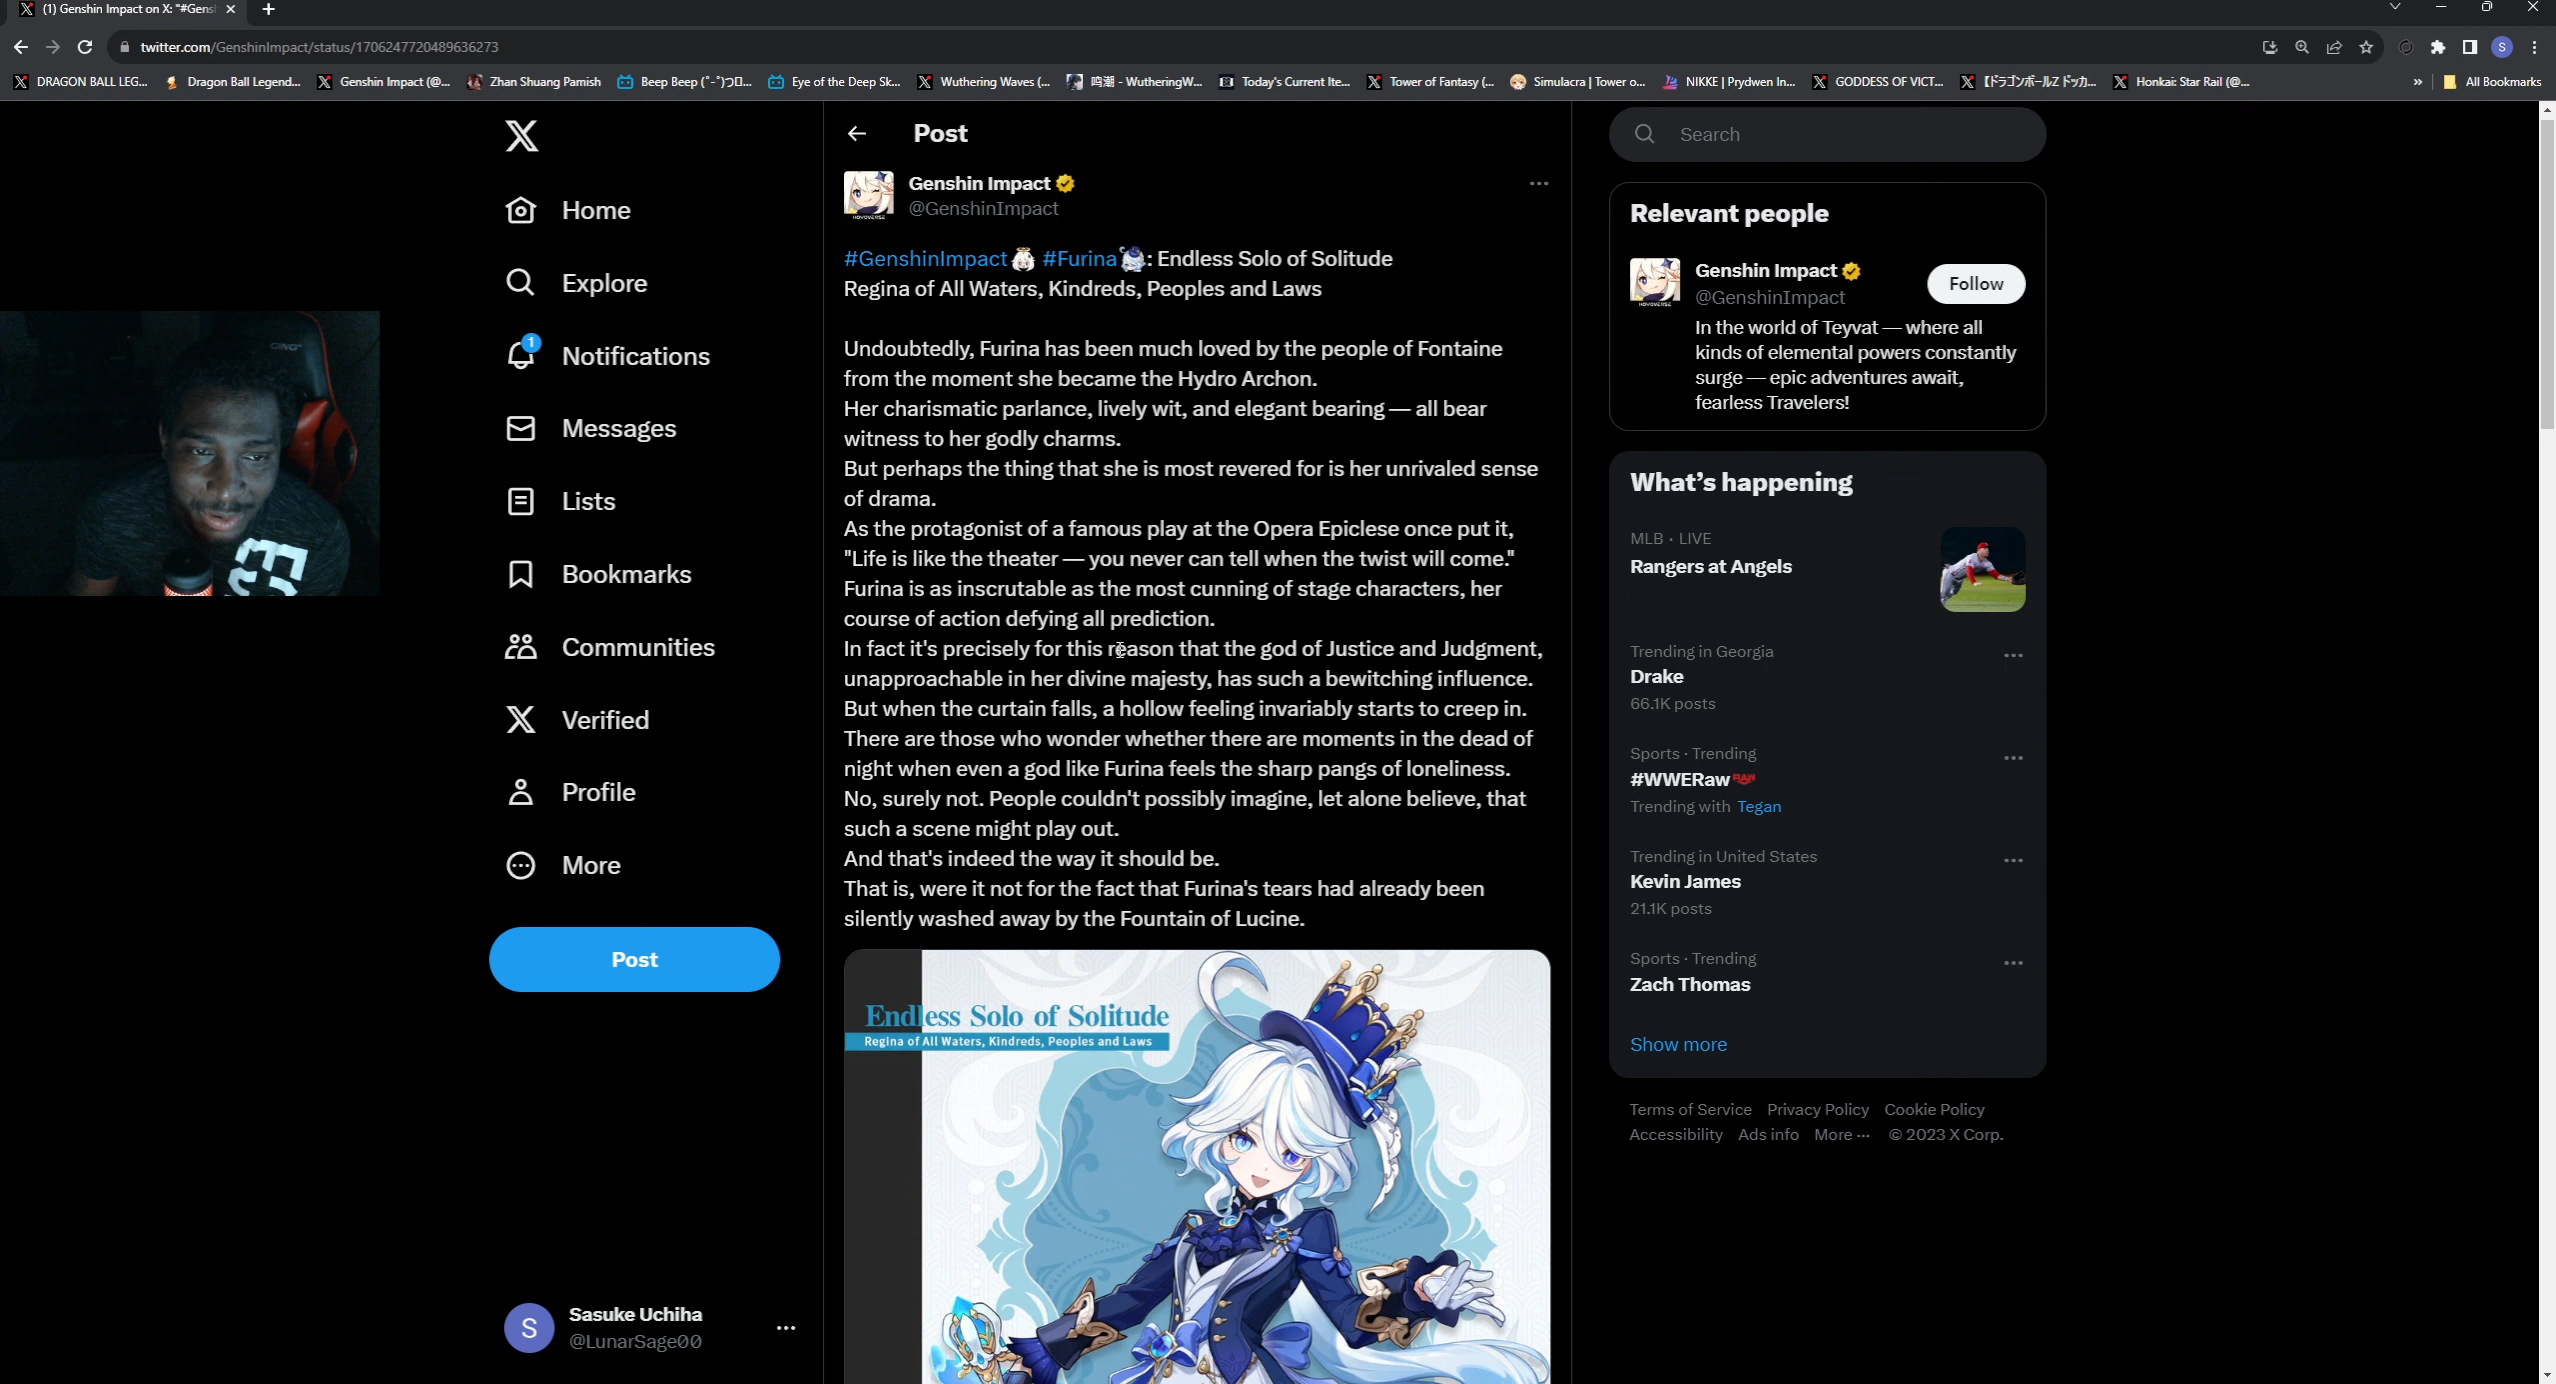 (1) Genshin Impact on X: "#Gens
twitter.com/GenshinImpact/status/1706247720489636273
DRAGON BALL LEG...
Dragon Ball Legend...
Genshin Impact (@...
Zhan Shuang Pamish
Beep Beep (゜-゜)つロ...
Eye of the Deep Sk...
Wuthering Waves (...
鸣潮 - WutheringW...
Today's Current Ite...
Tower of Fantasy (...
Simulacra | Tower o...
NIKKE | Prydwen In...
GODDESS OF VICT...
【ドラゴンボールZ ドッカ...
Honkai: Star Rail (@...
»
All Bookmarks
Home
Explore
1
Notifications
Messages
Lists
Bookmarks
Communities
Verified
Profile
More
Post
S
Sasuke Uchiha
@LunarSage00
Post
Genshin Impact
@GenshinImpact
#GenshinImpact #Furina: Endless Solo of Solitude
Regina of All Waters, Kindreds, Peoples and Laws
Undoubtedly, Furina has been much loved by the people of Fontaine
from the moment she became the Hydro Archon.
Her charismatic parlance, lively wit, and elegant bearing — all bear
witness to her godly charms.
But perhaps the thing that she is most revered for is her unrivaled sense
of drama.
As the protagonist of a famous play at the Opera Epiclese once put it,
"Life is like the theater — you never can tell when the twist will come."
Furina is as inscrutable as the most cunning of stage characters, her
course of action defying all prediction.
In fact it's precisely for this reason that the god of Justice and Judgment,
unapproachable in her divine majesty, has such a bewitching influence.
But when the curtain falls, a hollow feeling invariably starts to creep in.
There are those who wonder whether there are moments in the dead of
night when even a god like Furina feels the sharp pangs of loneliness.
No, surely not. People couldn't possibly imagine, let alone believe, that
such a scene might play out.
And that's indeed the way it should be.
That is, were it not for the fact that Furina's tears had already been
silently washed away by the Fountain of Lucine.
Endless Solo of Solitude
Regina of All Waters, Kindreds, Peoples and Laws
Search
Relevant people
Genshin Impact
@GenshinImpact
Follow
In the world of Teyvat — where all
kinds of elemental powers constantly
surge — epic adventures await,
fearless Travelers!
What's happening
MLB · LIVE
Rangers at Angels
Trending in Georgia
Drake
66.1K posts
Sports · Trending
#WWERaw
Trending with Tegan
Trending in United States
Kevin James
21.1K posts
Sports · Trending
Zach Thomas
Show more
Terms of Service Privacy Policy Cookie Policy
Accessibility Ads info More ··· © 2023 X Corp.